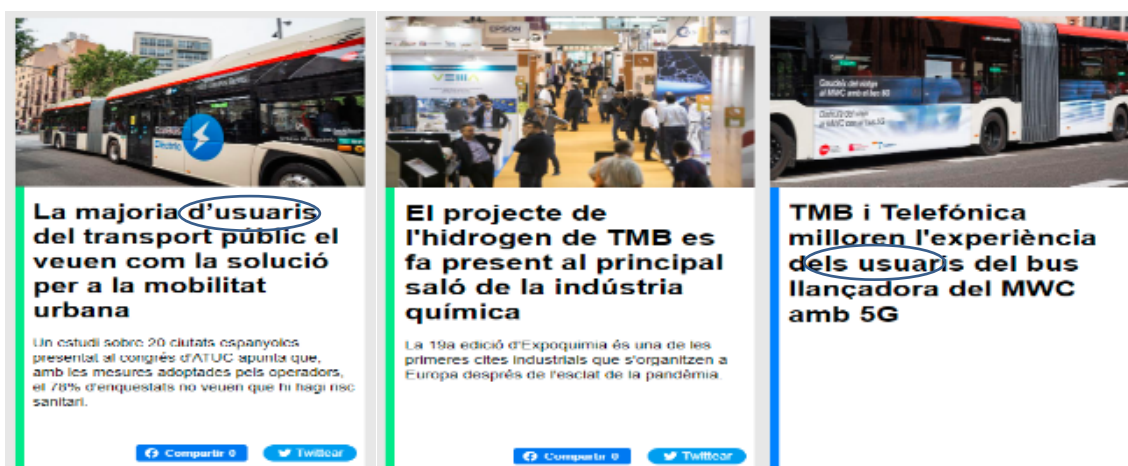 La majoria d'usuaris
del transport públic el
veuen com la solució
per a la mobilitat
urbana
Un estudi sobre 20 ciutats espanyoles
presentat al congrés d'ATUC apunta que,
amb les mesures adoptades pels operadors,
el 78% d'enquestats no veuen que hi hagi risc
sanitari.
Compartir 0
Twittear
EPSON
El projecte de
l'hidrogen de TMB es
fa present al principal
saló de la indústria
química
La 19a edició d'Expoquimia és una de les
primeres cites industrials que s'organitzen a
Europa després de l'esclat de la pandèmia.
Compartir 0
Twittear
TMB i Telefónica
milloren l'experiència
dels usuaris del bus
llançadora del MWC
amb 5G